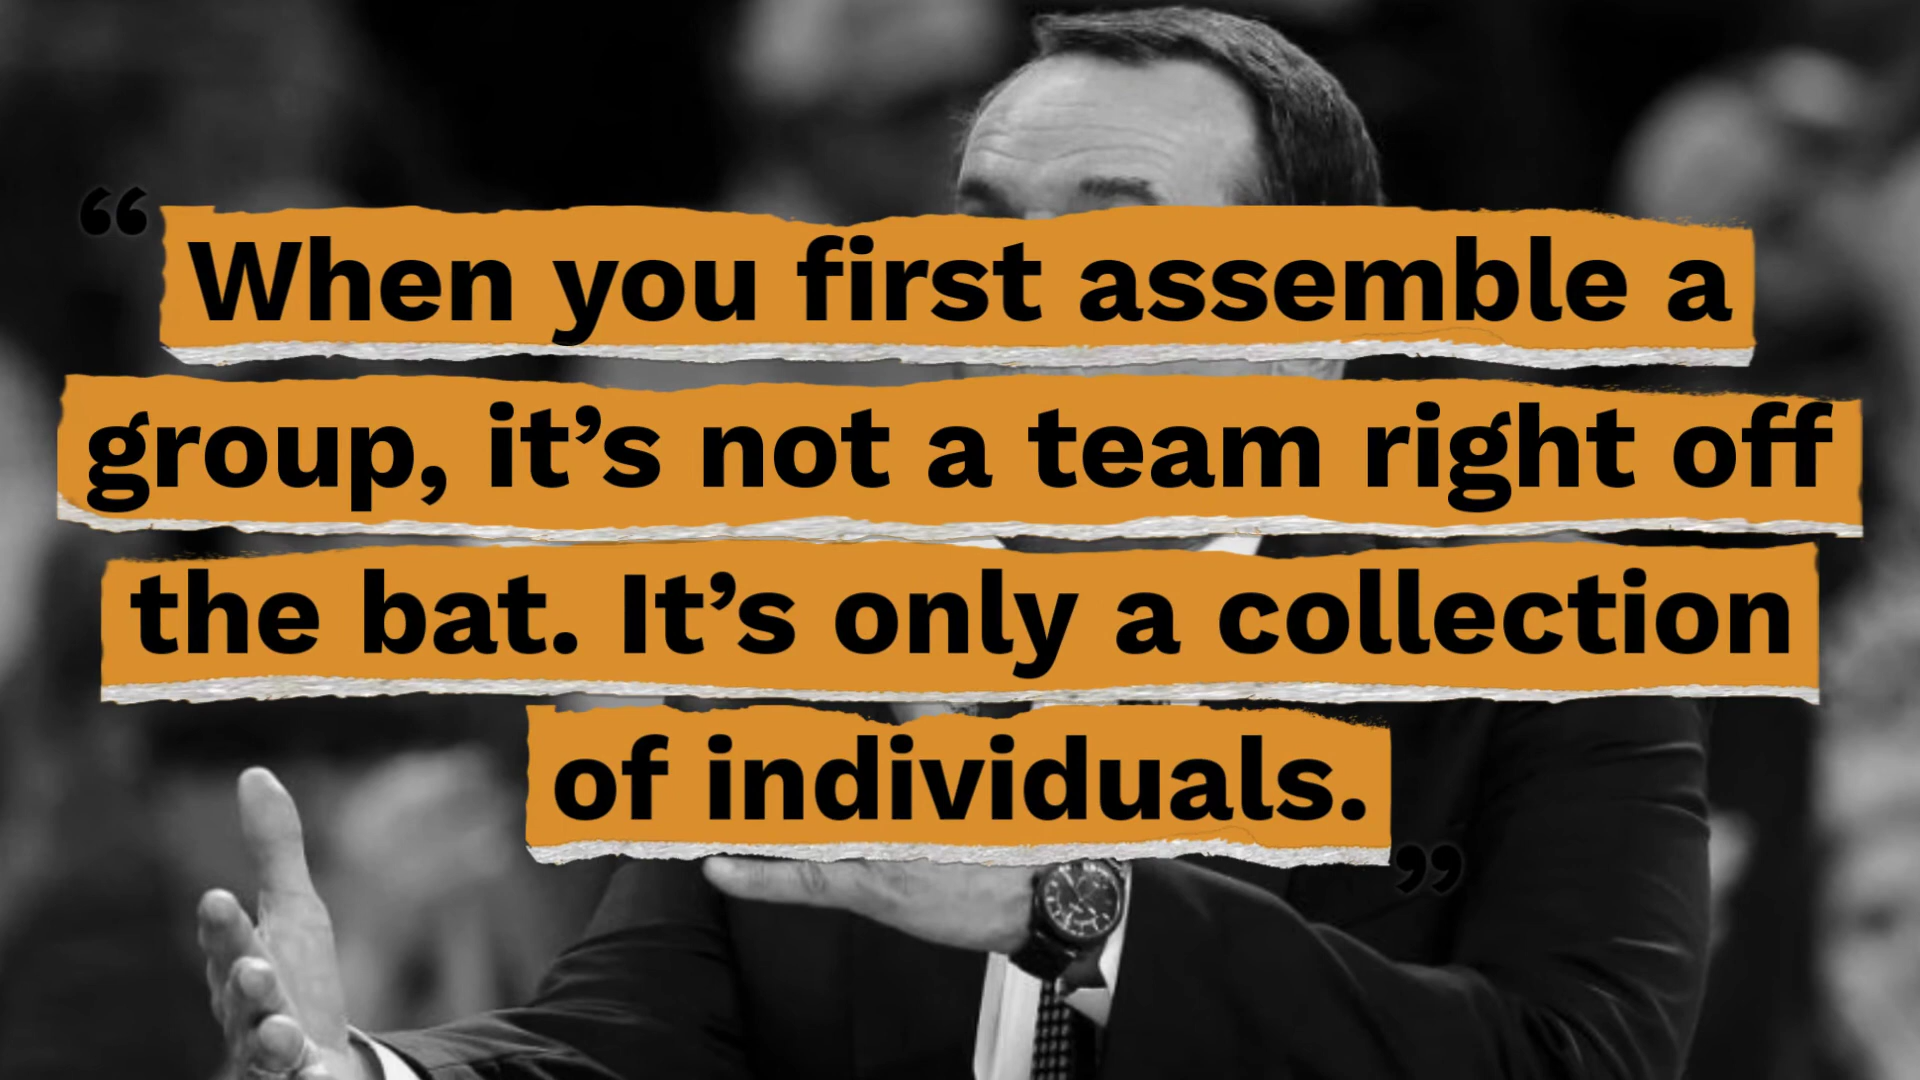 “When you first assemble a
group, it’s not a team right off
the bat. It’s only a collection
of individuals.”